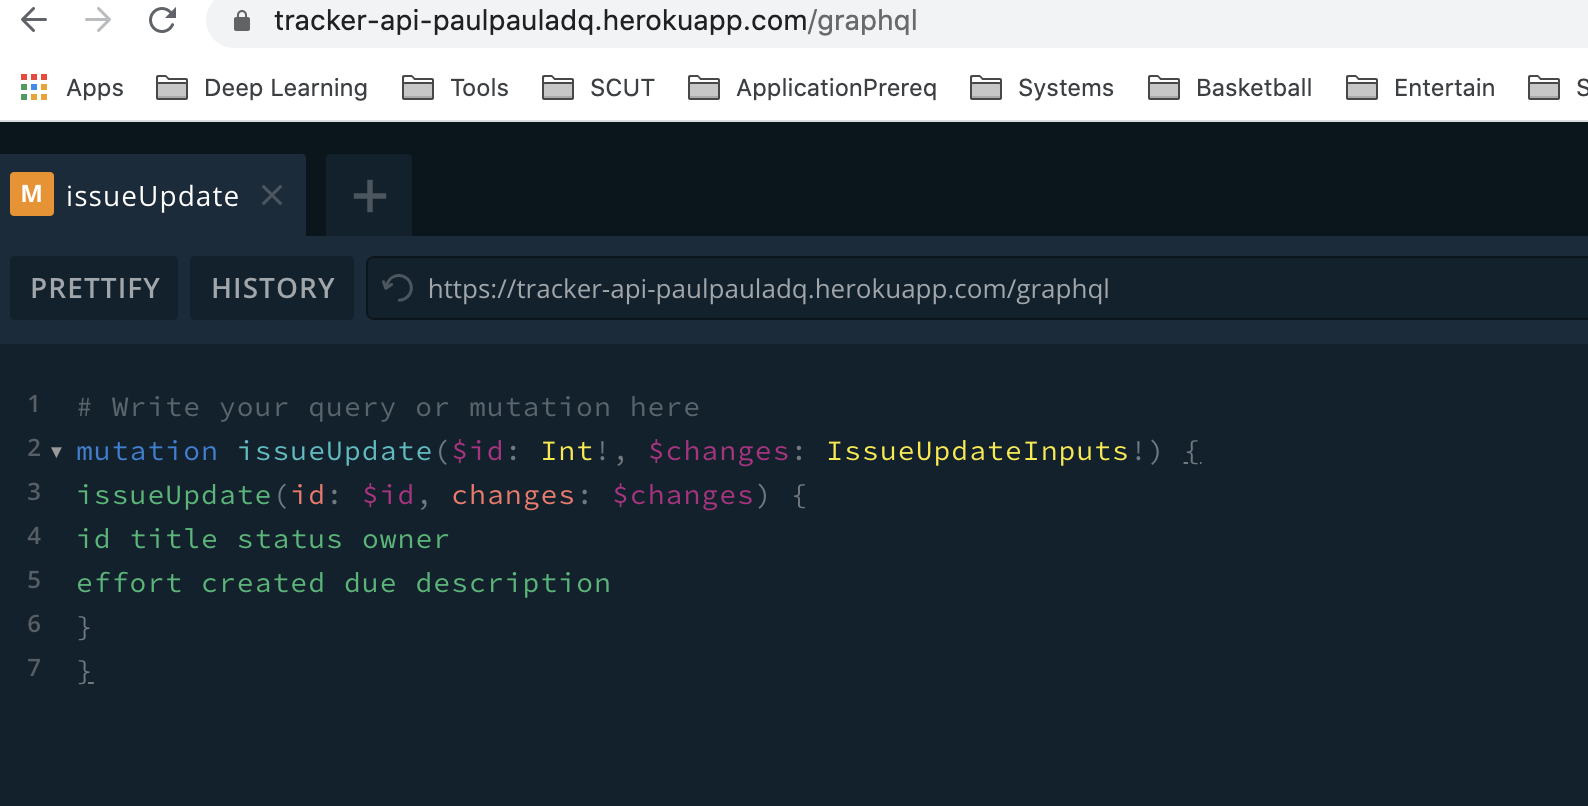 tracker-api-paulpauladq.herokuapp.com/graphql
Apps Deep Learning Tools SCUT ApplicationPrereq Systems Basketball Entertain S
M issueUpdate
PRETTIFY HISTORY https://tracker-api-paulpauladq.herokuapp.com/graphql
1 # Write your query or mutation here
2 mutation issueUpdate($id: Int!, $changes: IssueUpdateInputs!) {
3 issueUpdate(id: $id, changes: $changes) {
4 id title status owner
5 effort created due description
6 }
7 }